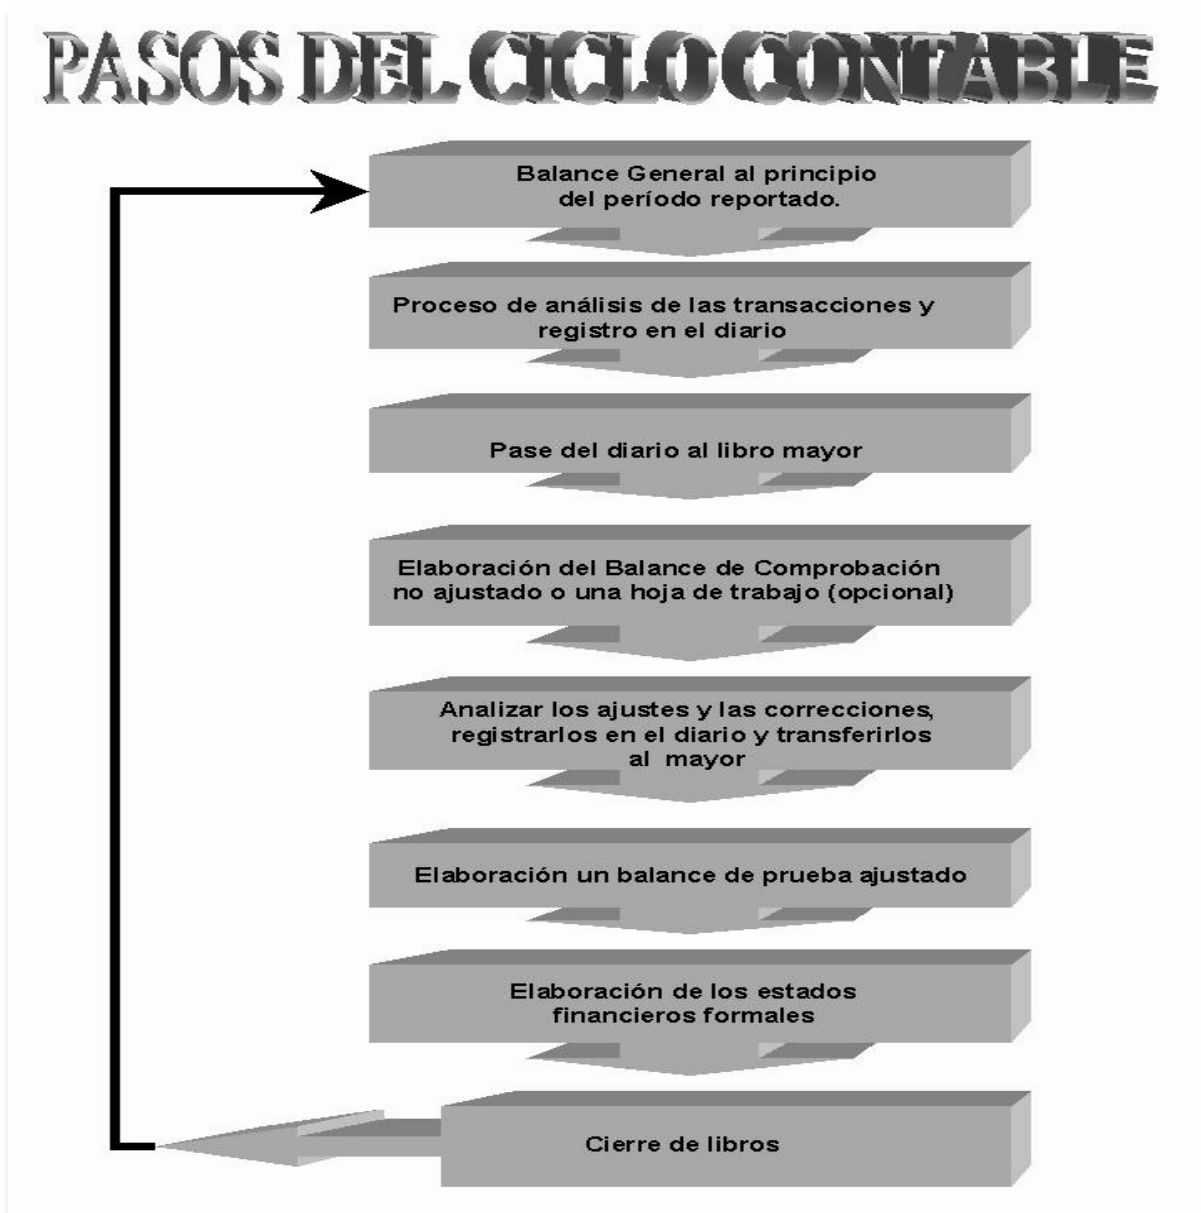 PASOS DEL CICLO CONTABLE
Balance General al principio
del período reportado.
Proceso de análisis de las transacciones y
registro en el diario
Pase del diario al libro mayor
Elaboración del Balance de Comprobación
no ajustado o una hoja de trabajo (opcional)
Analizar los ajustes y las correcciones,
registrarlos en el diario y transferirlos
al mayor
Elaboración un balance de prueba ajustado
Elaboración de los estados
financieros formales
Cierre de libros